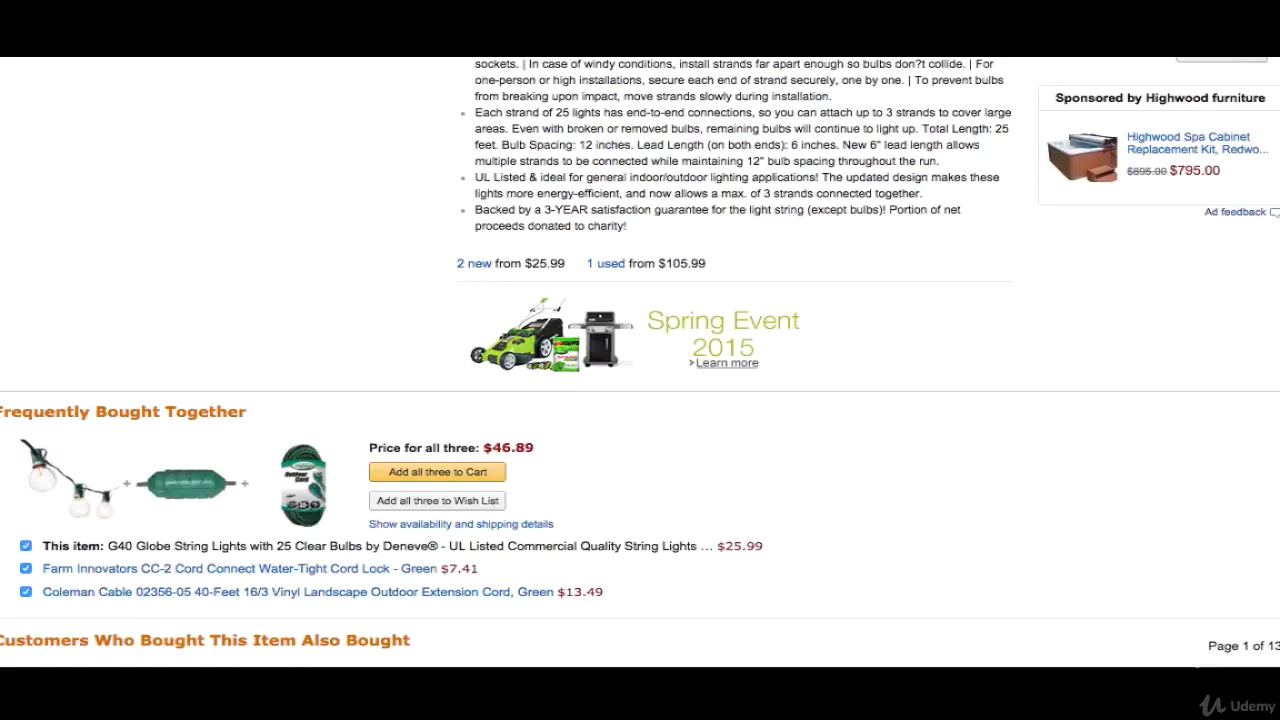 sockets. | In case of windy conditions, install strands far apart enough so bulbs don?t collide. | For
one-person or high installations, secure each end of strand securely, one by one. | To prevent bulbs
from breaking upon impact, move strands slowly during installation.
Each strand of 25 lights has end-to-end connections, so you can attach up to 3 strands to cover large
areas. Even with broken or removed bulbs, remaining bulbs will continue to light up. Total Length: 25
feet. Bulb Spacing: 12 inches. Lead Length (on both ends): 6 inches. New 6" lead length allows
multiple strands to be connected while maintaining 12" bulb spacing throughout the run.
UL Listed & ideal for general indoor/outdoor lighting applications! The updated design makes these
lights more energy-efficient, and now allows a max. of 3 strands connected together.
Backed by a 3-YEAR satisfaction guarantee for the light string (except bulbs)! Portion of net
proceeds donated to charity!
2 new from $25.99 1 used from $105.99
Sponsored by Highwood furniture
Highwood Spa Cabinet
Replacement Kit, Redwo...
$895.00 $795.00
Ad feedback
Spring Event
2015
Learn more
Frequently Bought Together
Price for all three: $46.89
Add all three to Cart
Add all three to Wish List
Show availability and shipping details
This item: G40 Globe String Lights with 25 Clear Bulbs by Deneve® - UL Listed Commercial Quality String Lights ... $25.99
Farm Innovators CC-2 Cord Connect Water-Tight Cord Lock - Green $7.41
Coleman Cable 02356-05 40-Feet 16/3 Vinyl Landscape Outdoor Extension Cord, Green $13.49
Customers Who Bought This Item Also Bought
Page 1 of 13
Udemy